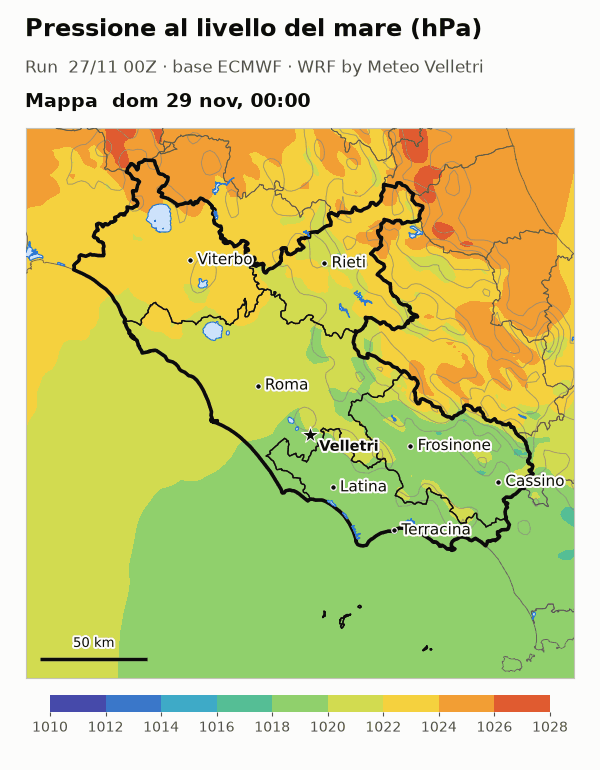 Pressione al livello del mare (hPa)
Run  27/11 00Z · base ECMWF · WRF by Meteo Velletri
Mappa  dom 29 nov, 00:00
Viterbo
Rieti
Roma
Velletri
Frosinone
Cassino
Latina
Terracina
50 km
1010 1012 1014 1016 1018 1020 1022 1024 1026 1028